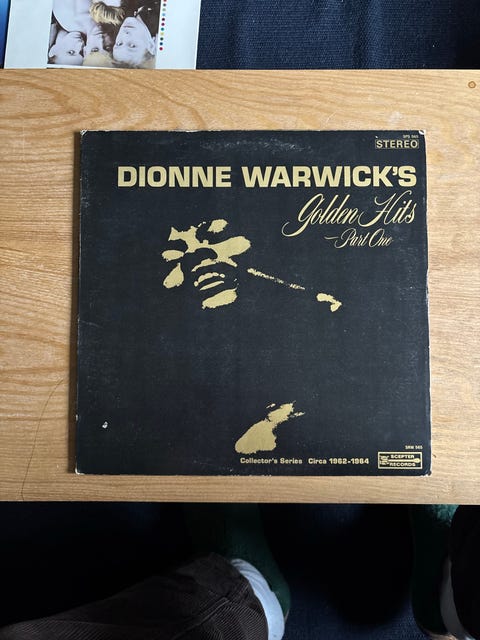 SPS 565
STEREO
DIONNE WARWICK'S
Golden Hits
Part One
SRM 565
Collector's Series Circa 1962-1964
SCEPTER
RECORDS